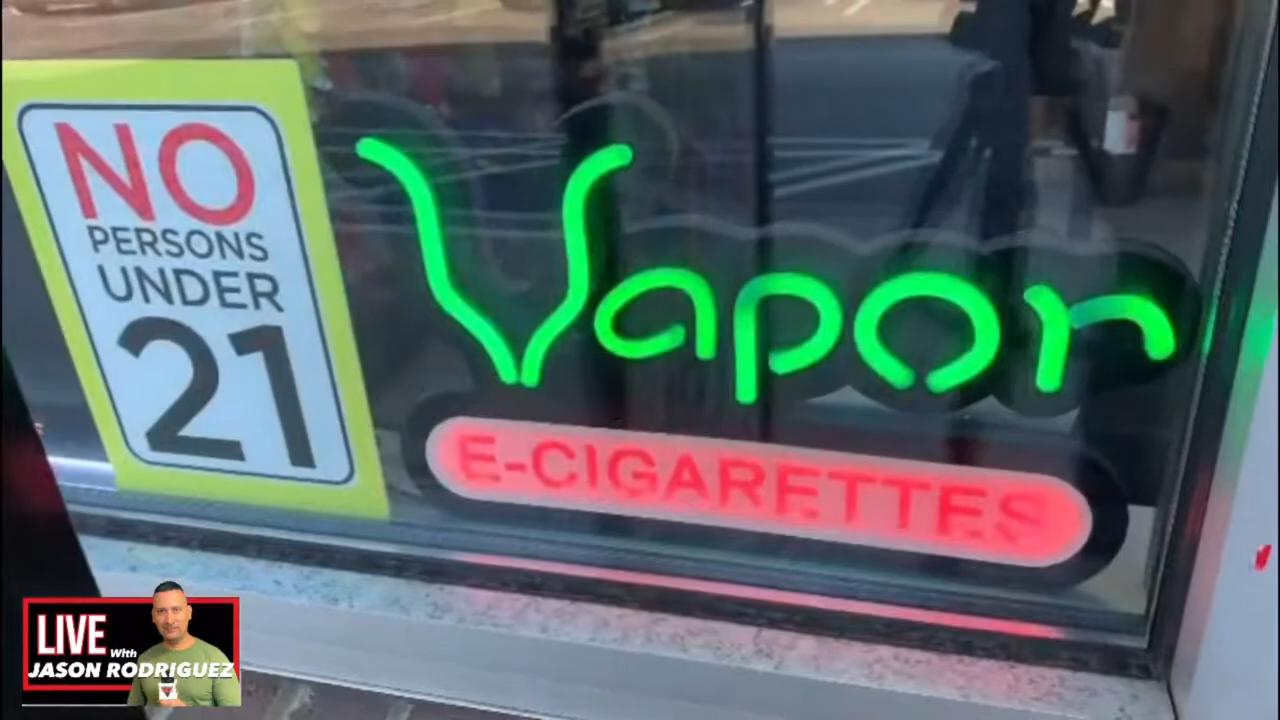 NO
PERSONS
UNDER
21
Vapor
E-CIGARETTES
LIVE With
JASON RODRIGUEZ